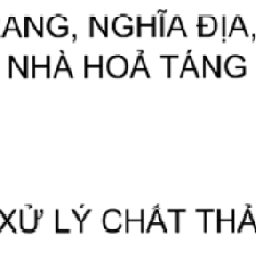 ANG, NGHĨA ĐỊA,
NHÀ HOẢ TÁNG
XỬ LÝ CHẤT THẢ